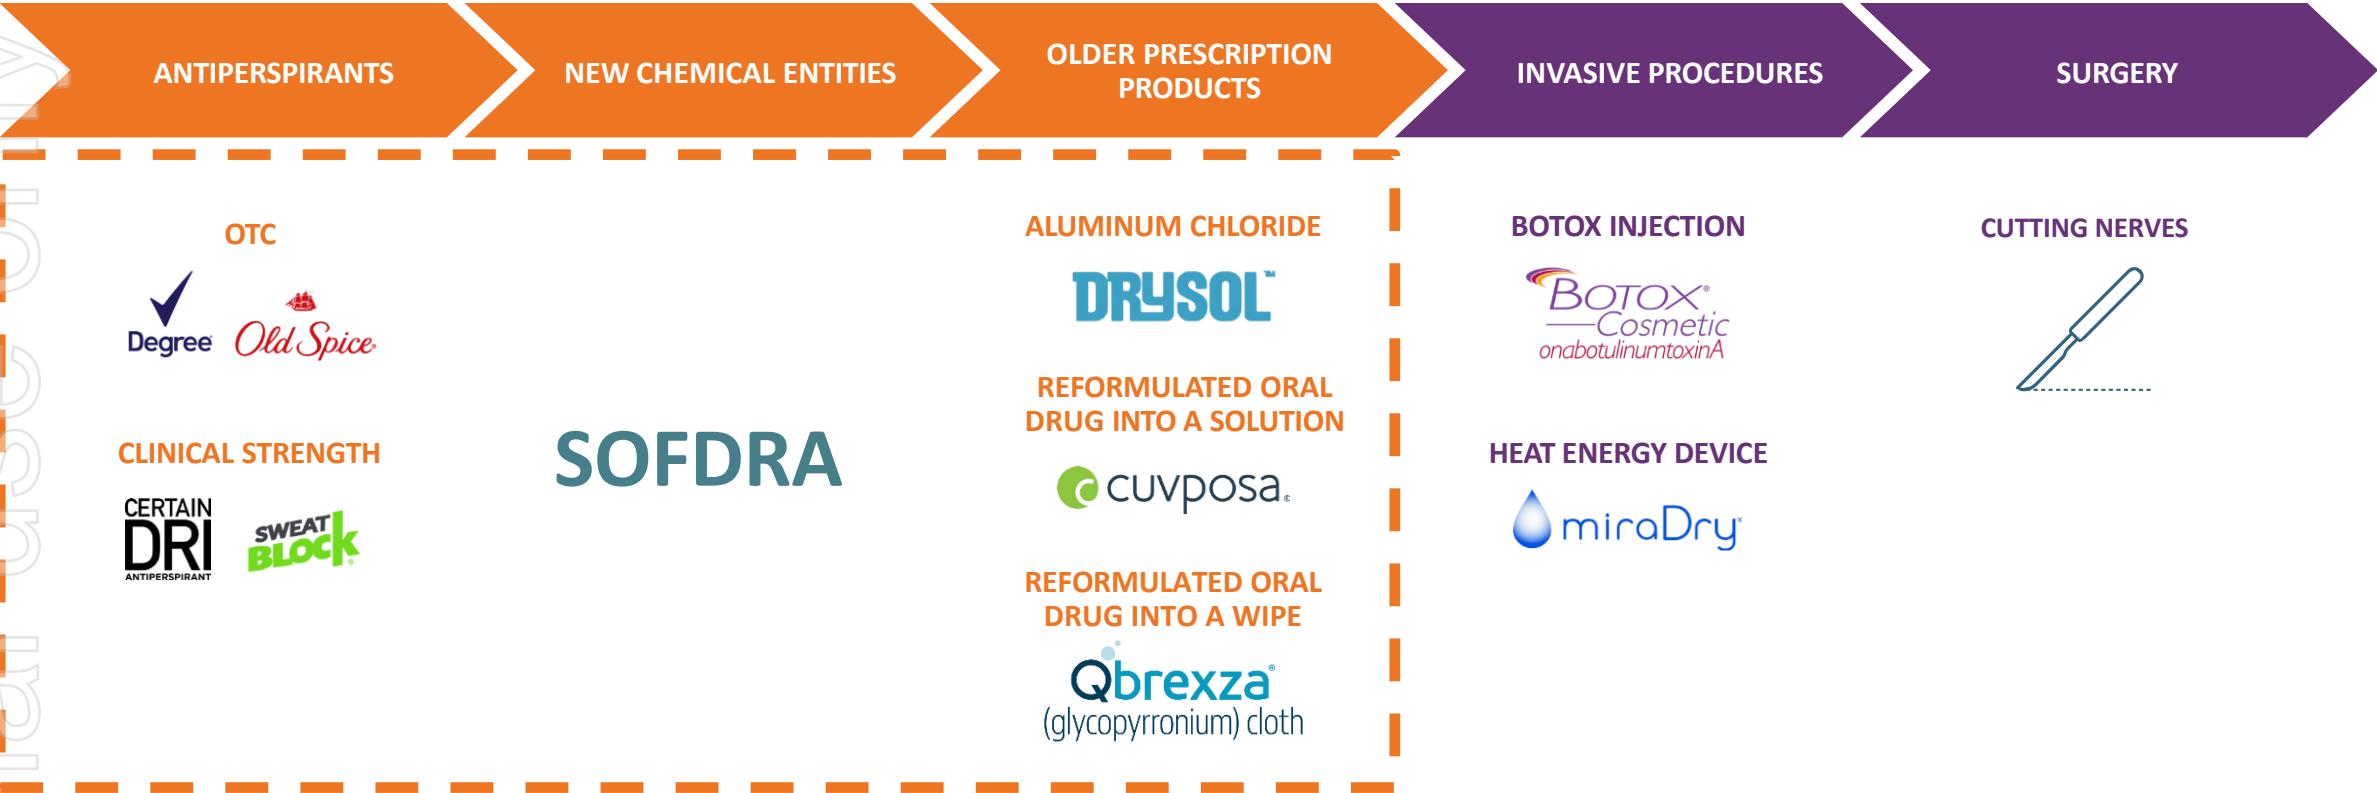 ANTIPERSPIRANTS
NEW CHEMICAL ENTITIES
OLDER PRESCRIPTION
PRODUCTS
INVASIVE PROCEDURES
SURGERY
OTC
Degree
Old Spice
CLINICAL STRENGTH
CERTAIN
DRI
ANTIPERSPIRANT
SWEAT
BLOCK
SOFDRA
ALUMINUM CHLORIDE
DRYSOL™
REFORMULATED ORAL
DRUG INTO A SOLUTION
cuvposa
REFORMULATED ORAL
DRUG INTO A WIPE
Qbrexza®
(glycopyrronium) cloth
BOTOX INJECTION
BOTOX®
Cosmetic
onabotulinumtoxinA
HEAT ENERGY DEVICE
miraDry
CUTTING NERVES